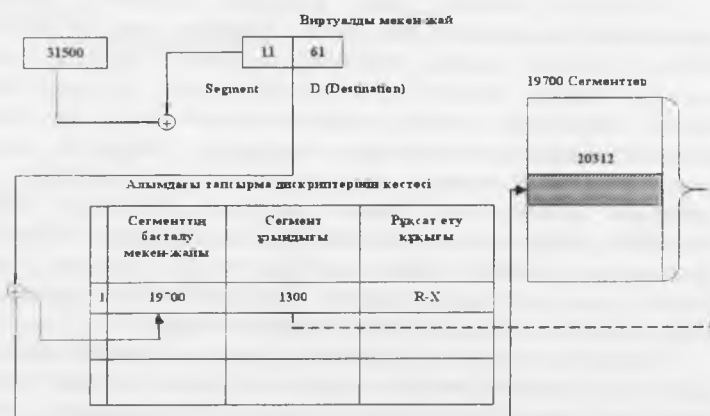 Виртуалды мекен-жай
31500
11 61
Segment D (Destination)
19700 Сегменттер
20312
Алымдағы тапсырма дискрипторінің кестесі
Сегменттің басталу мекен-жайы
Сегмент ұзындығы
Рұқсат ету құқығы
1 19700 1300 R-X